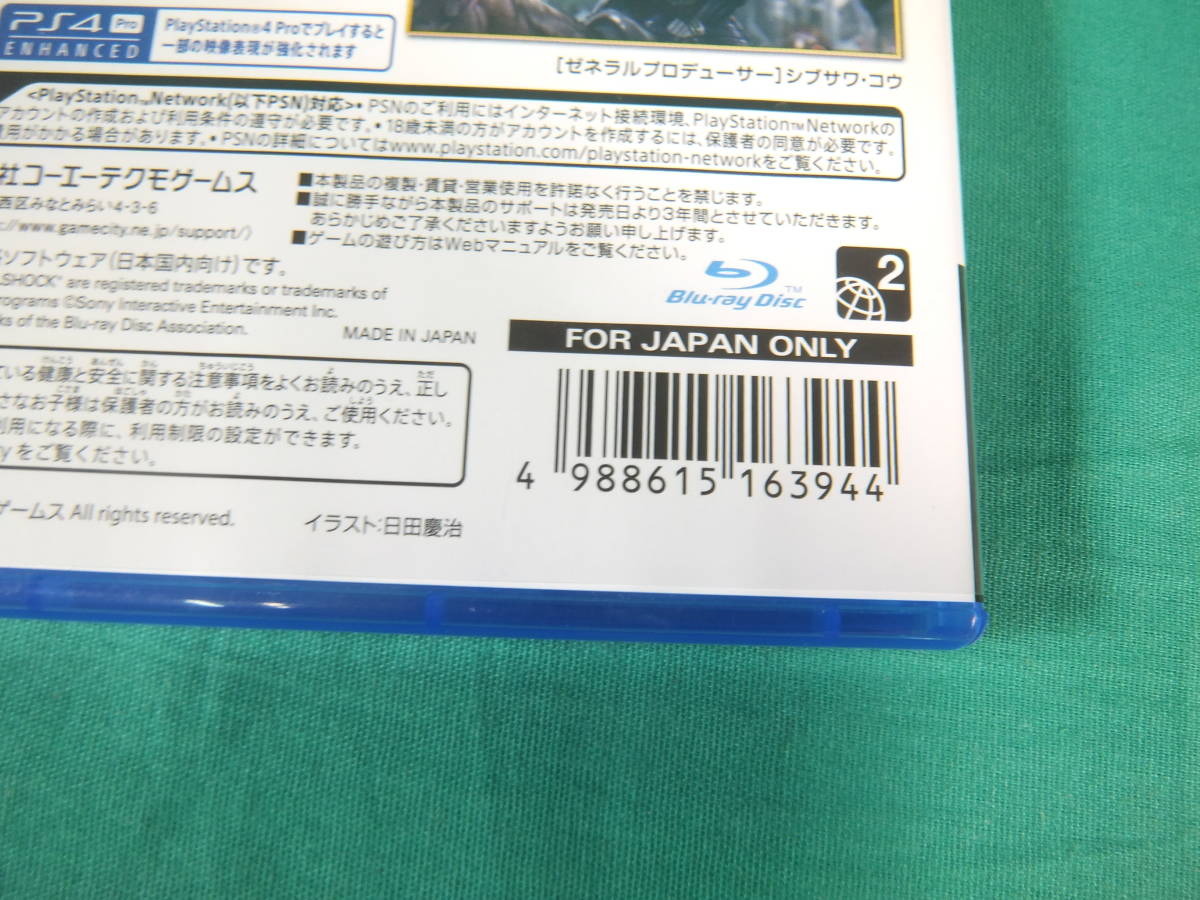 PS4 Pro
ENHANCED
PlayStation®4 Proでプレイすると
一部の映像表現が強化されます
[ゼネラルプロデューサー]シブサワ・コウ
<PlayStation™Network(以下PSN)対応>• PSNのご利用にはインターネット接続環境、PlayStation™Networkの
アカウントの作成および利用条件の遵守が必要です。• 18歳未満の方がアカウントを作成するには、保護者の同意が必要です。
費用がかかる場合があります。• PSNの詳細についてはwww.playstation.com/playstation-networkをご覧ください。
社コーエーテクモゲームス
西区みなとみらい4-3-6
://www.gamecity.ne.jp/support/)
■本製品の複製・賃貸・営業使用を許諾なく行うことを禁じます。
■誠に勝手ながら本製品のサポートは発売日より3年間とさせていただきます。
あらかじめご了承くださいますようお願い申し上げます。
■ゲームの遊び方はWebマニュアルをご覧ください。
ソフトウェア(日本国内向け)です。
LSHOCK" are registered trademarks or trademarks of
rograms ©Sony Interactive Entertainment Inc.
ks of the Blu-ray Disc Association.
MADE IN JAPAN
Blu-ray Disc™
2
FOR JAPAN ONLY
ている健康と安全に関する注意事項をよくお読みのうえ、正し
さなお子様は保護者の方がお読みのうえ、ご使用ください。
利用になる際に、利用制限の設定ができます。
ty をご覧ください。
4 988615 163944
ゲームス All rights reserved.
イラスト:日田慶治